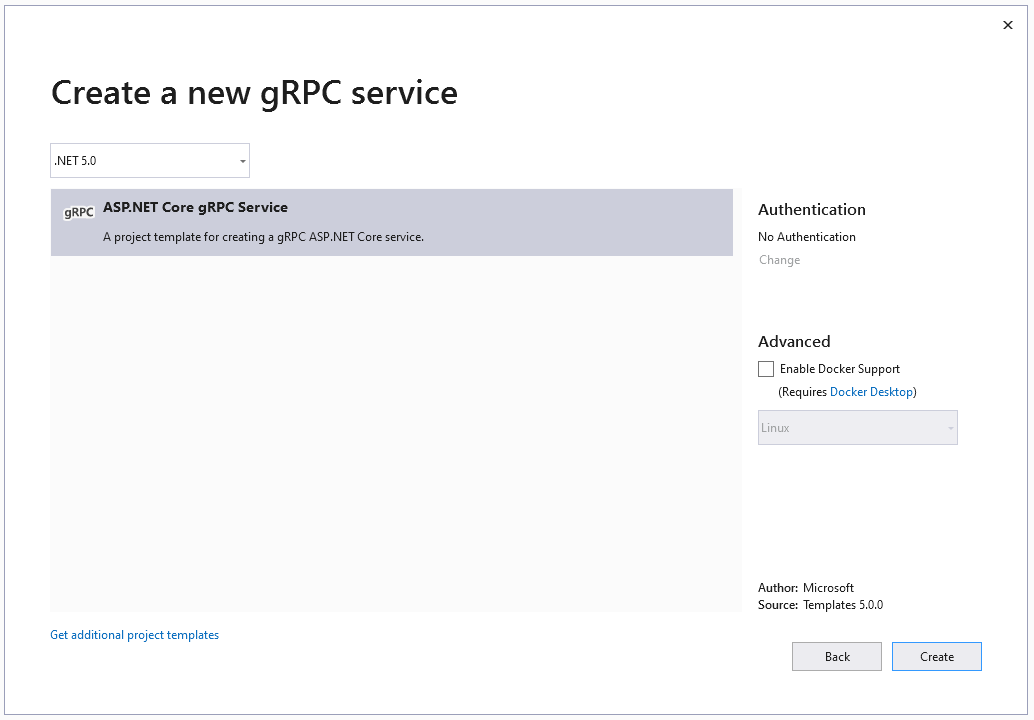 Create a new gRPC service
.NET 5.0
gRPC
ASP.NET Core gRPC Service
A project template for creating a gRPC ASP.NET Core service.
Authentication
No Authentication
Change
Advanced
Enable Docker Support
(Requires Docker Desktop)
Linux
Author: Microsoft
Source: Templates 5.0.0
Get additional project templates
Back
Create